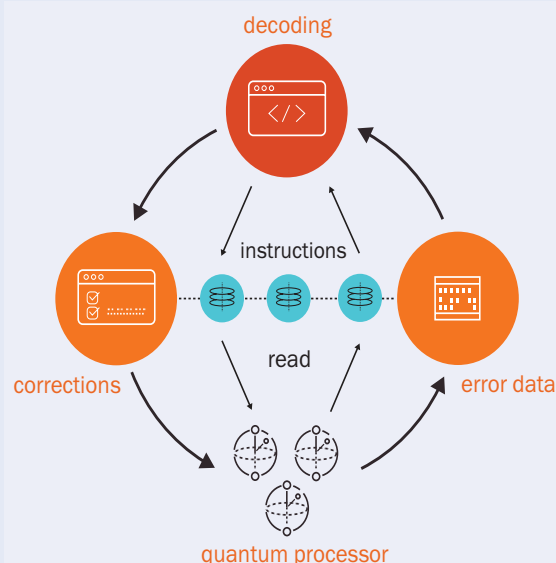 decoding
</>
instructions
read
corrections
error data
quantum processor